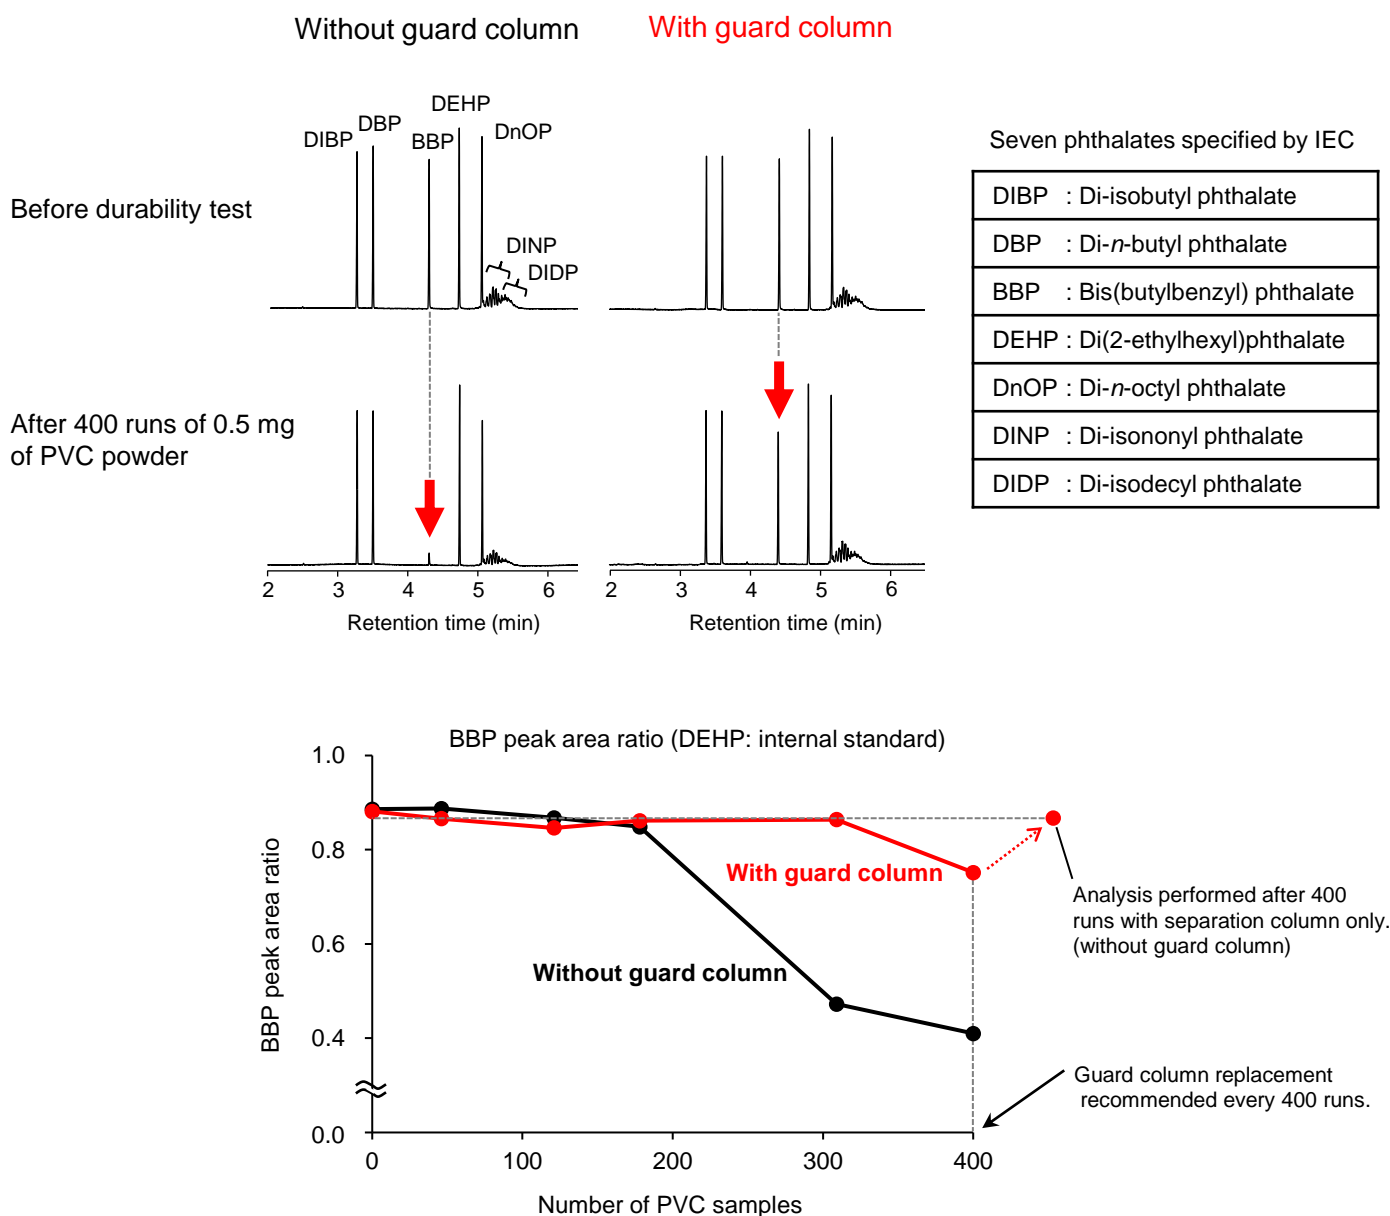 Without guard column
With guard column
DIBP
DBP
BBP
DEHP
DnOP
DINP
DIDP
Before durability test
After 400 runs of 0.5 mg
of PVC powder
2 3 4 5 6
Retention time (min)
2 3 4 5 6
Retention time (min)
Seven phthalates specified by IEC
DIBP : Di-isobutyl phthalate
DBP : Di-n-butyl phthalate
BBP : Bis(butylbenzyl) phthalate
DEHP : Di(2-ethylhexyl)phthalate
DnOP : Di-n-octyl phthalate
DINP : Di-isononyl phthalate
DIDP : Di-isodecyl phthalate
BBP peak area ratio (DEHP: internal standard)
BBP peak area ratio
1.0
0.8
0.6
0.4
0.0
With guard column
Without guard column
Analysis performed after 400
runs with separation column only.
(without guard column)
Guard column replacement
recommended every 400 runs.
0 100 200 300 400
Number of PVC samples